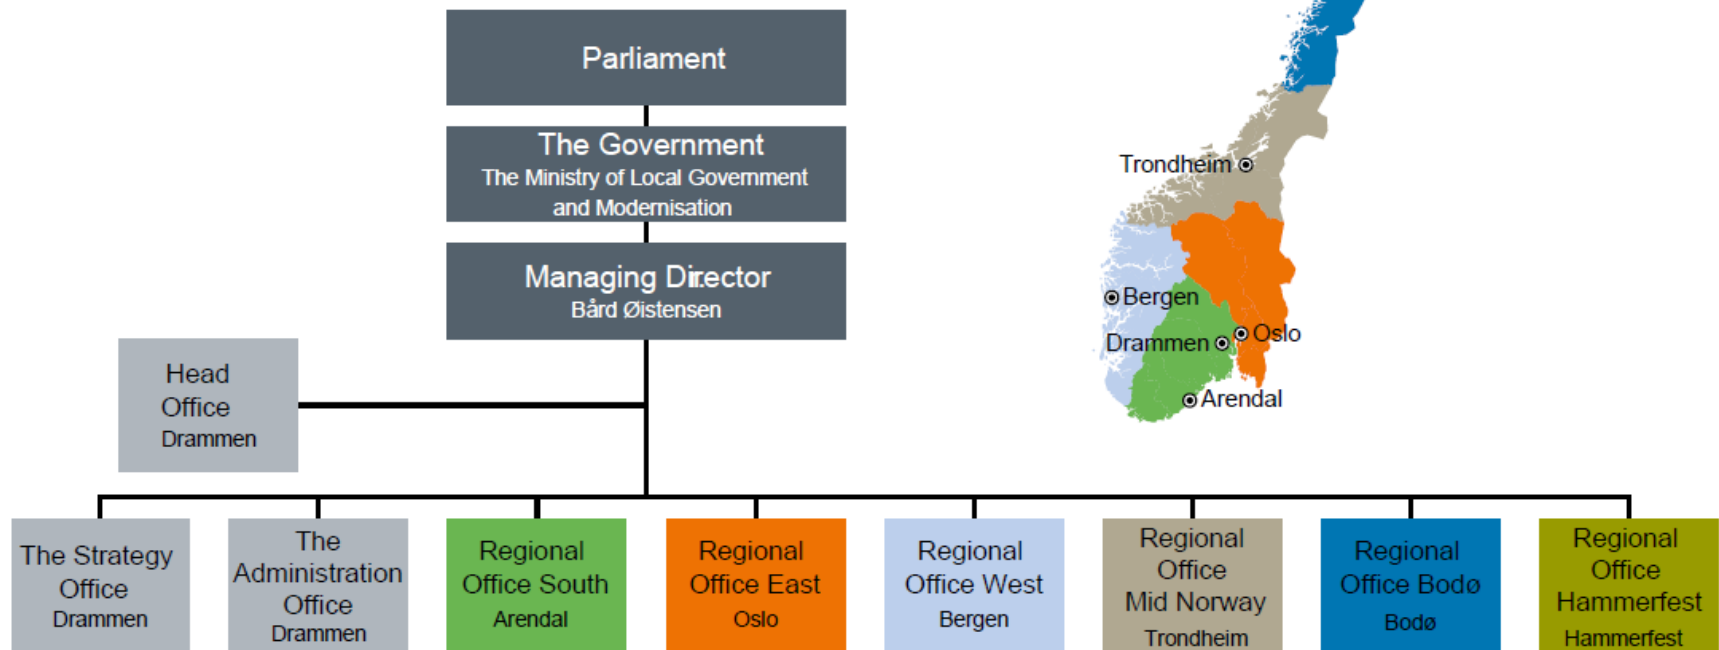 Parliament
The Government
The Ministry of Local Government
and Modernisation
Managing Director
Bård Øistensen
Head
Office
Drammen
Trondheim
Bergen
Oslo
Drammen
Arendal
The Strategy
Office
Drammen
The
Administration
Office
Drammen
Regional
Office South
Arendal
Regional
Office East
Oslo
Regional
Office West
Bergen
Regional
Office
Mid Norway
Trondheim
Regional
Office Bodø
Bodø
Regional
Office
Hammerfest
Hammerfest